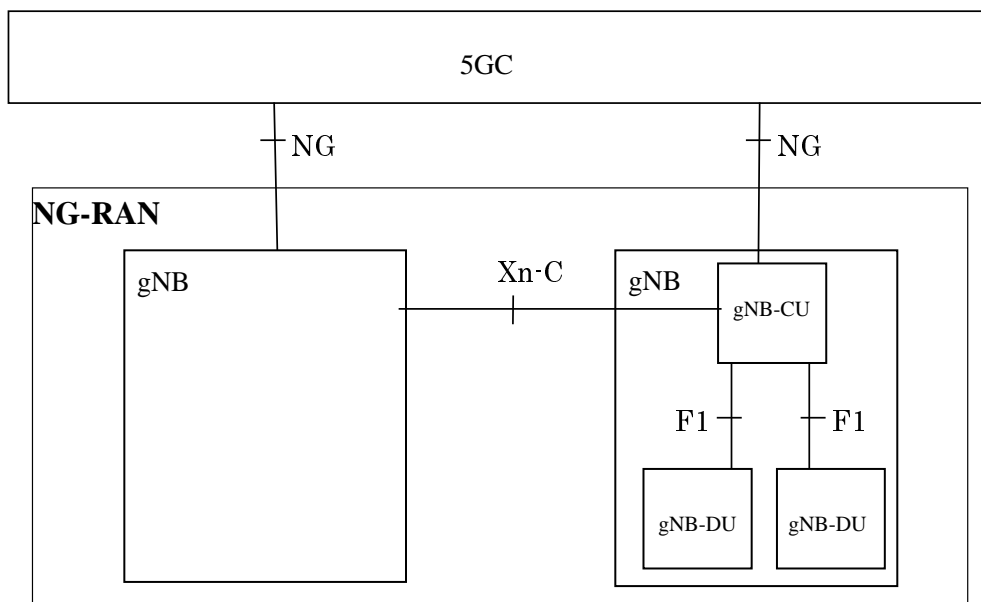 5GC
NG
NG
NG-RAN
gNB
Xn-C
gNB
gNB-CU
F1
F1
gNB-DU
gNB-DU